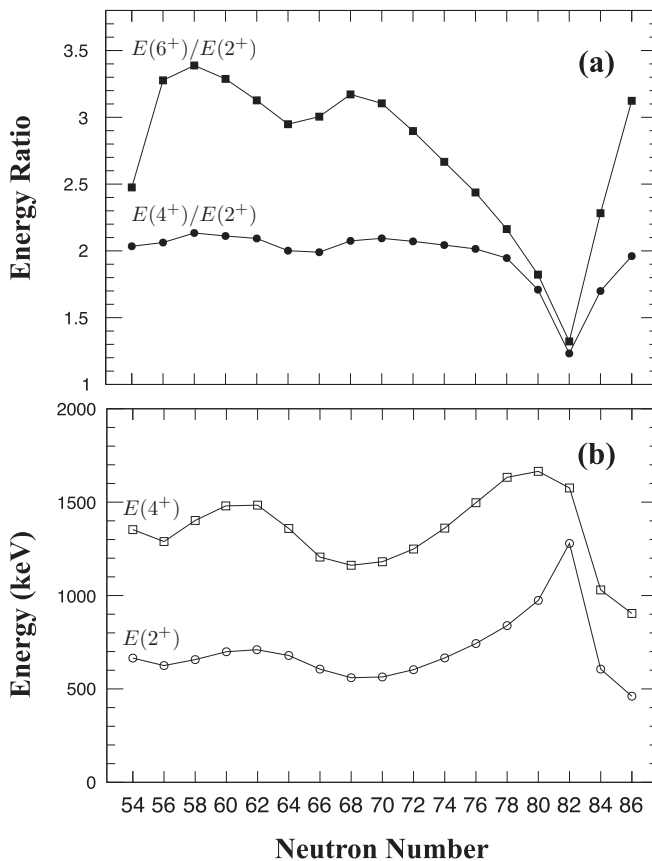 (a)
E(6+)/E(2+)
E(4+)/E(2+)
Energy Ratio
3.5
3
2.5
2
1.5
1
(b)
E(4+)
E(2+)
Energy (keV)
2000
1500
1000
500
0
54 56 58 60 62 64 66 68 70 72 74 76 78 80 82 84 86
Neutron Number